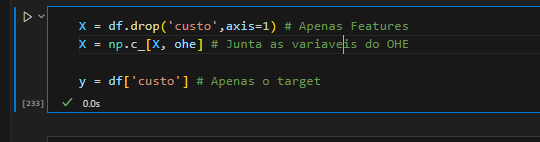 X = df.drop('custo',axis=1) # Apenas Features
X = np.c_[X, ohe] # Junta as variaveis do OHE
y = df['custo'] # Apenas o target
[233]
0.0s